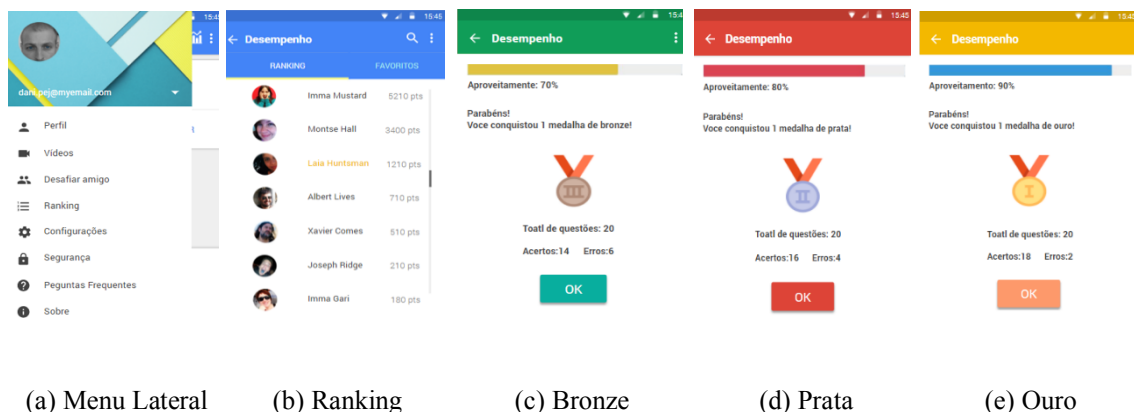 15:45
dani.nej@myemail.com
Perfil
Vídeos
Desafiar amigo
Ranking
Configurações
Segurança
Peguntas Frequentes
Sobre
(a) Menu Lateral
15:45
Desempenho
RANKING FAVORITOS
Imma Mustard 5210 pts
Montse Hall 3400 pts
Laia Huntsman 1210 pts
Albert Lives 710 pts
Xavier Comes 510 pts
Joseph Ridge 210 pts
Imma Gari 180 pts
(b) Ranking
15:4
Desempenho
Aproveitamente: 70%
Parabéns!
Voce conquistou 1 medalha de bronze!
III
Toatl de questões: 20
Acertos:14 Erros:6
OK
(c) Bronze
15:45
Desempenho
Aproveitamente: 80%
Parabéns!
Voce conquistou 1 medalha de prata!
II
Toatl de questões: 20
Acertos:16 Erros:4
OK
(d) Prata
15:45
Desempenho
Aproveitamento: 90%
Parabéns!
Voce conquistou 1 medalha de ouro!
I
Toatl de questões: 20
Acertos:18 Erros:2
OK
(e) Ouro